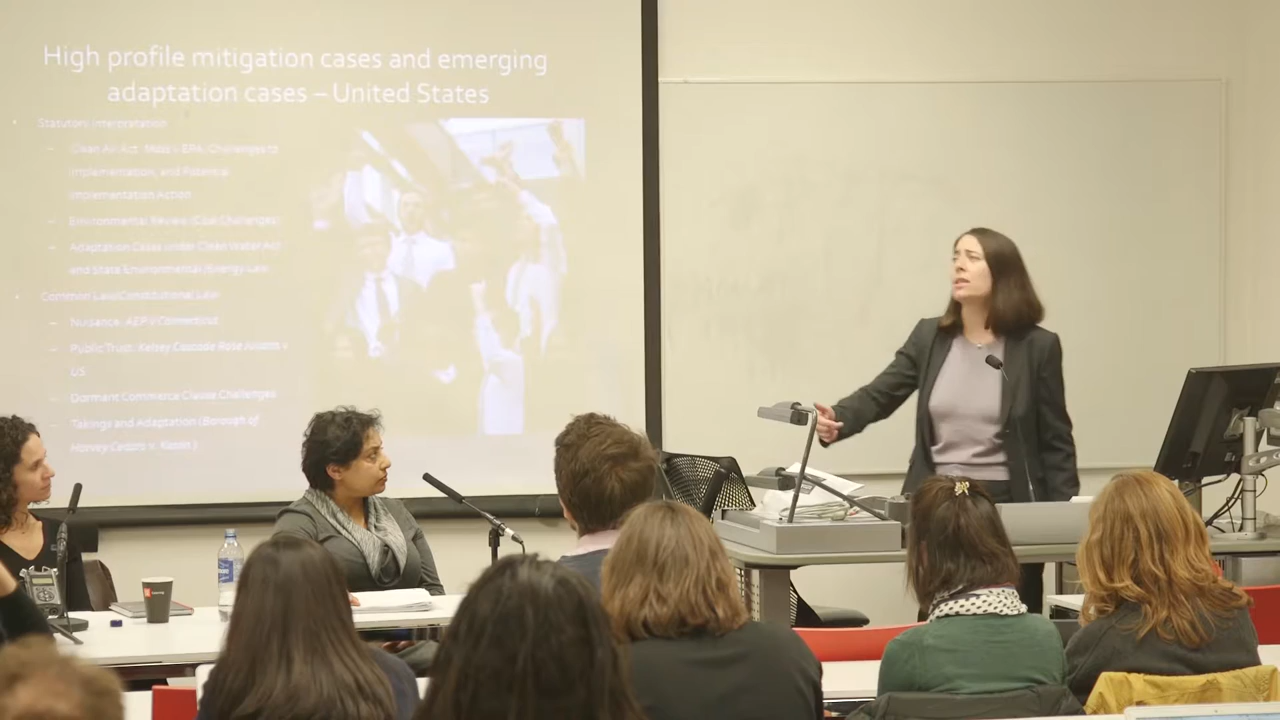 High profile mitigation cases and emerging
adaptation cases – United States
Statutory Interpretation
– Clean Air Act: Mass v EPA, Challenges to
Implementation, and Potential
Implementation Action
– Environmental Review (Coal Challenges)
– Adaptation Cases under Clean Water Act
and State Environmental/Energy Law
Common Law/Constitutional Law
– Nuisance: AEP v Connecticut
– Public Trust: Kelsey Cascade Rose Juliana v
US
– Dormant Commerce Clause Challenges
– Takings and Adaptation (Borough of
Harvey Cedars v. Karan )